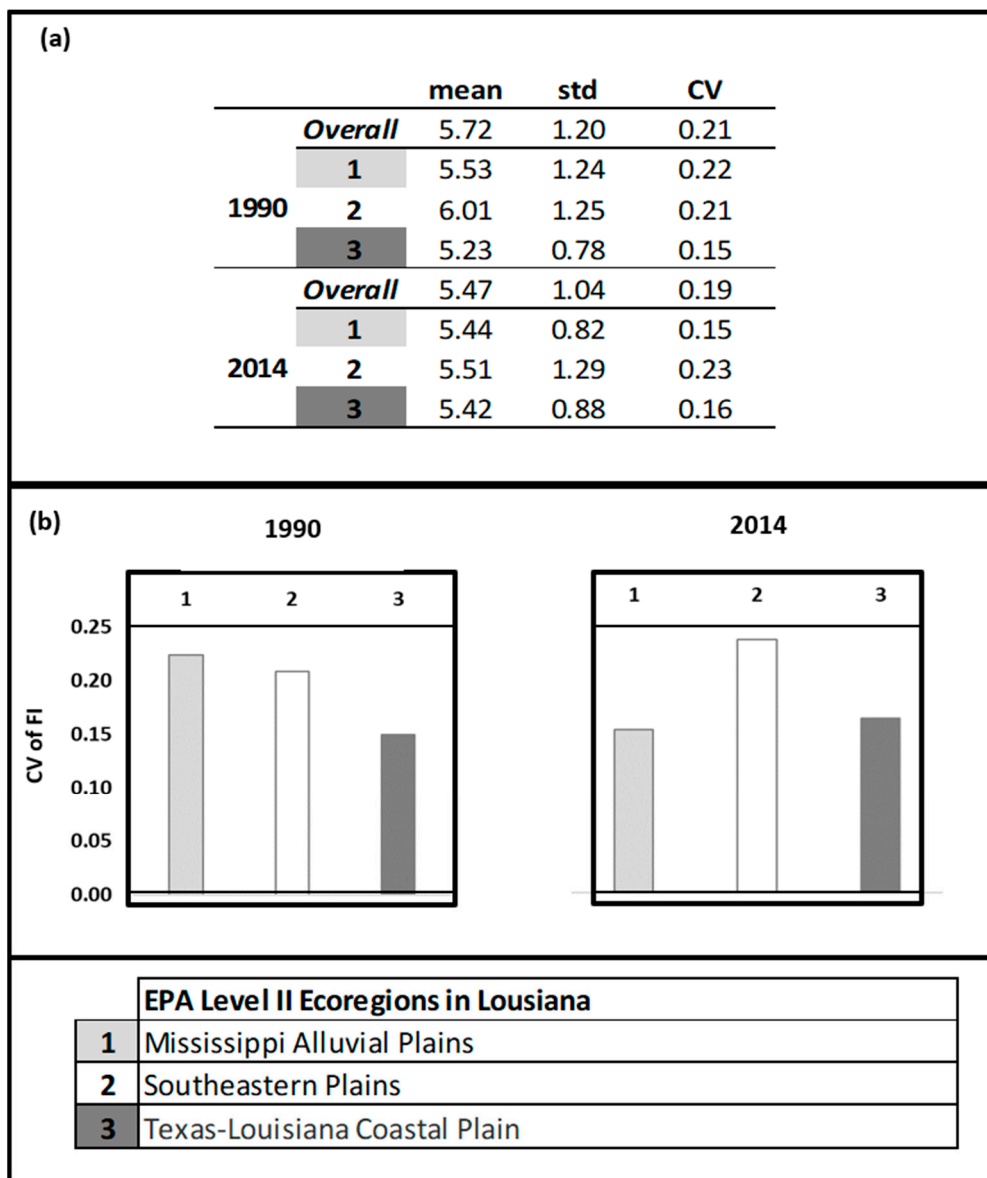 (a)
mean std CV
Overall 5.72 1.20 0.21
1 5.53 1.24 0.22
1990 2 6.01 1.25 0.21
3 5.23 0.78 0.15
Overall 5.47 1.04 0.19
1 5.44 0.82 0.15
2014 2 5.51 1.29 0.23
3 5.42 0.88 0.16
(b)
1990
2014
1 2 3
1 2 3
0.25
0.20
0.15
0.10
0.05
0.00
CV of FI
EPA Level II Ecoregions in Lousiana
1 Mississippi Alluvial Plains
2 Southeastern Plains
3 Texas-Louisiana Coastal Plain